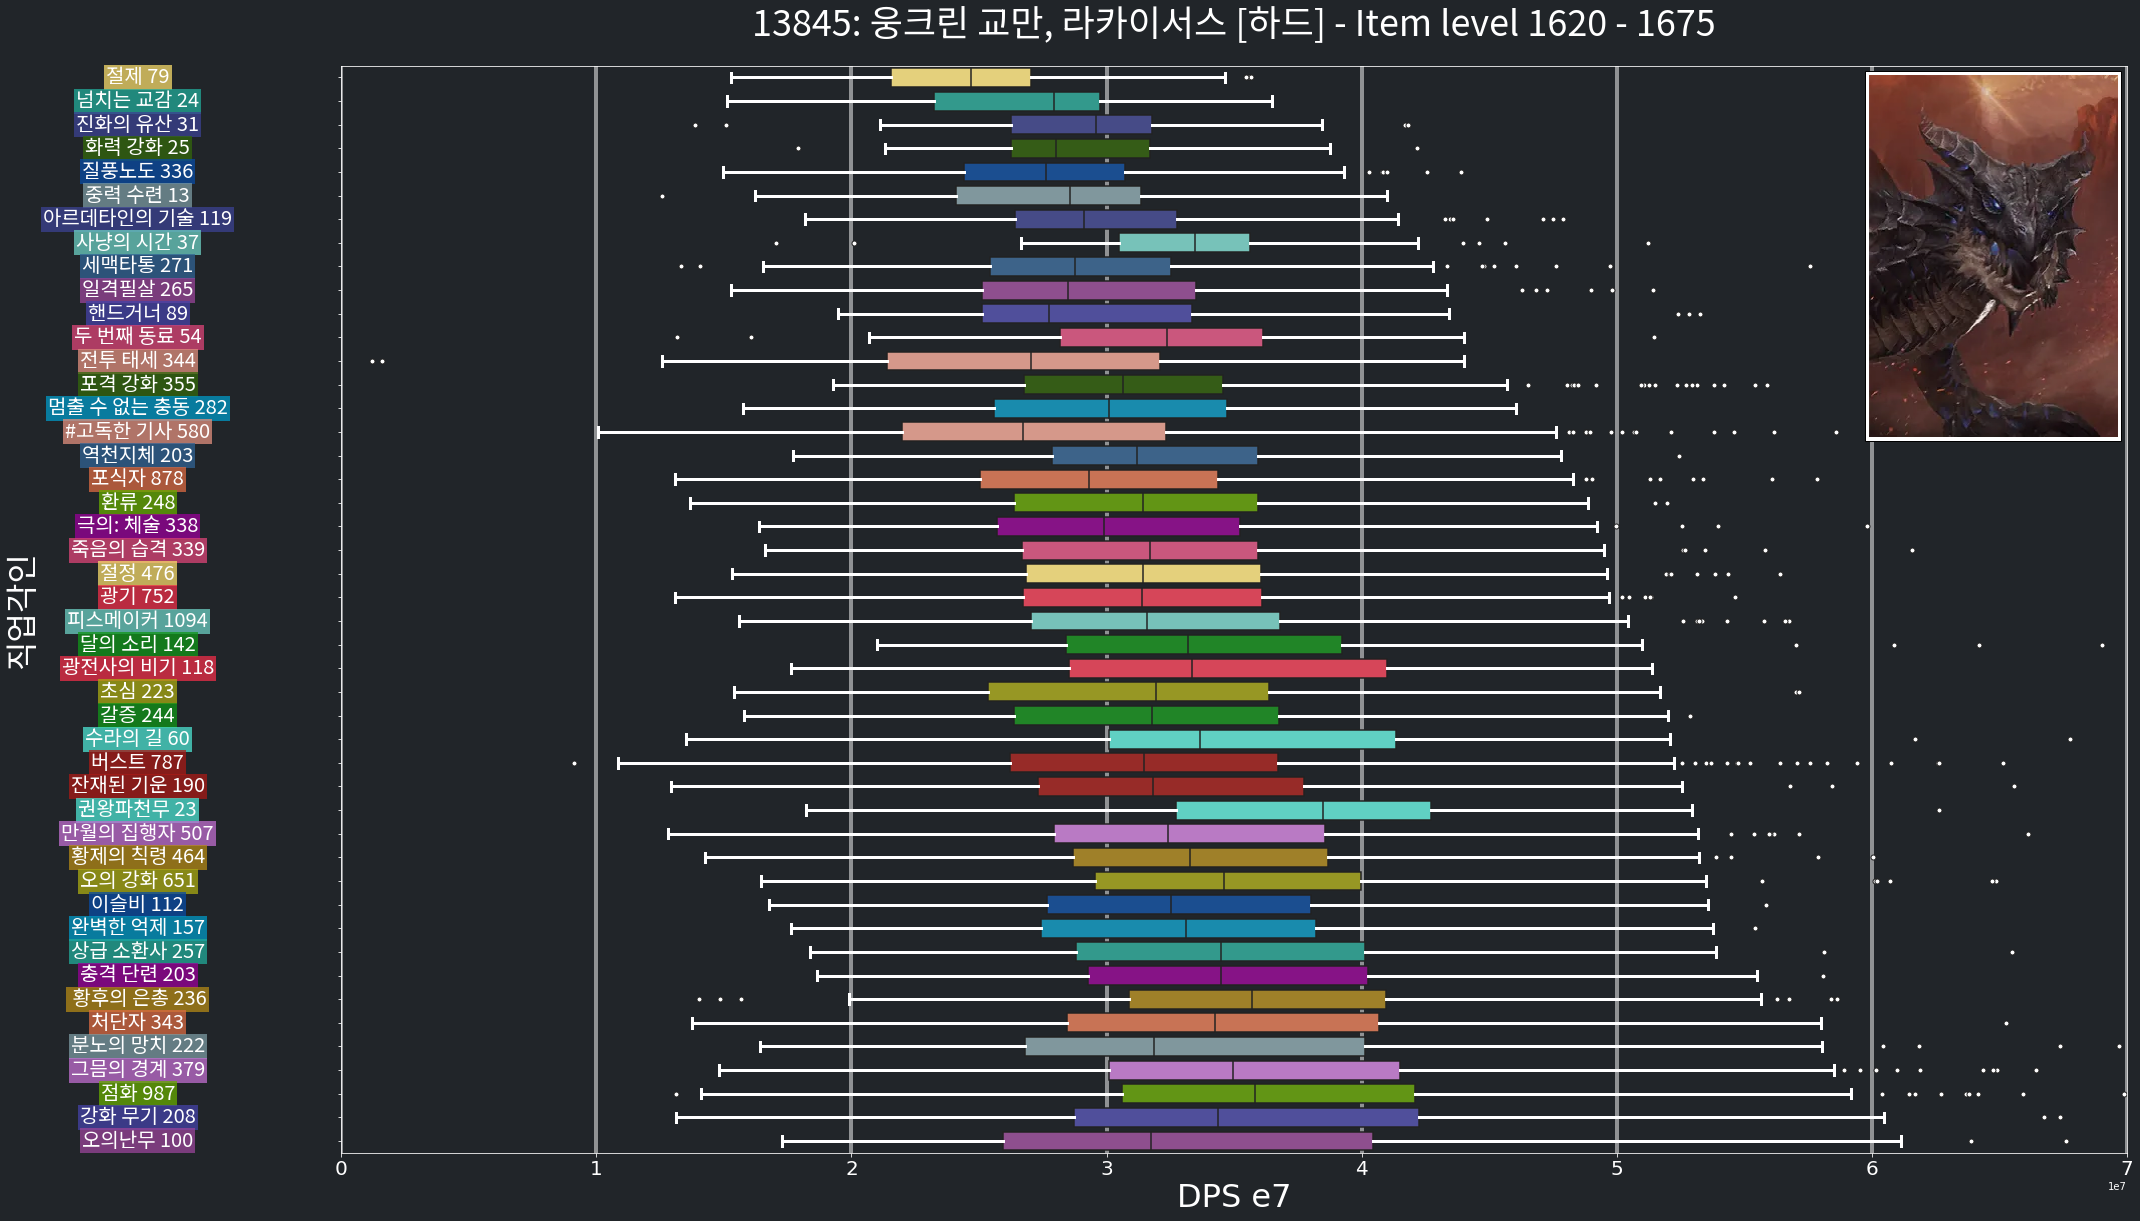 13845: 웅크린 교만, 라카이서스 [하드] - Item level 1620 - 1675
절제 79
넘치는 교감 24
진화의 유산 31
화력 강화 25
질풍노도 336
중력 수련 13
아르데타인의 기술 119
사냥의 시간 37
세맥타통 271
일격필살 265
핸드거너 89
두 번째 동료 54
전투 태세 344
포격 강화 355
멈출 수 없는 충동 282
#고독한 기사 580
역천지체 203
포식자 878
환류 248
극의: 체술 338
죽음의 습격 339
절정 476
광기 752
피스메이커 1094
달의 소리 142
광전사의 비기 118
초심 223
갈증 244
수라의 길 60
버스트 787
잔재된 기운 190
권왕파천무 23
만월의 집행자 507
황제의 칙령 464
오의 강화 651
이슬비 112
완벽한 억제 157
상급 소환사 257
충격 단련 203
황후의 은총 236
처단자 343
분노의 망치 222
그믐의 경계 379
점화 987
강화 무기 208
오의난무 100
직업각인
0 1 2 3 4 5 6 7
1e7
DPS e7